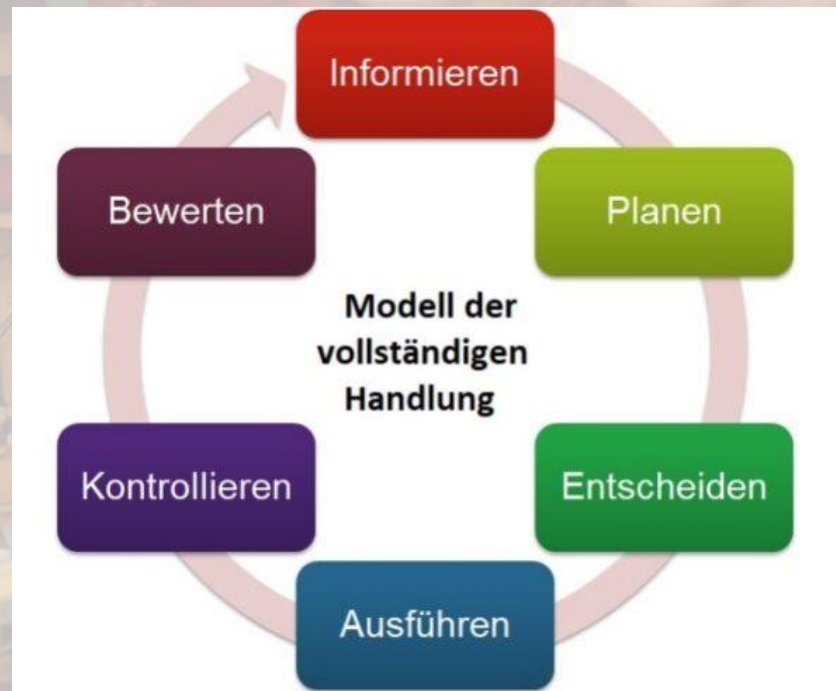 Informieren
Planen
Entscheiden
Ausführen
Kontrollieren
Bewerten
Modell der
vollständigen
Handlung